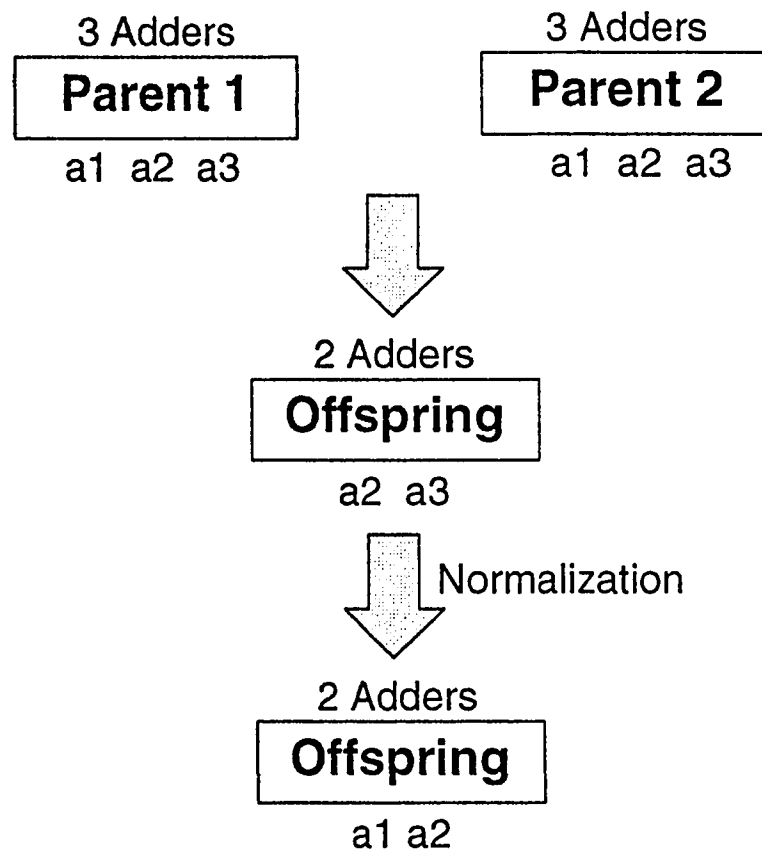 3 Adders
3 Adders
Parent 1
Parent 2
a1 a2 a3
a1 a2 a3
2 Adders
Offspring
a2 a3
Normalization
2 Adders
Offspring
a1 a2